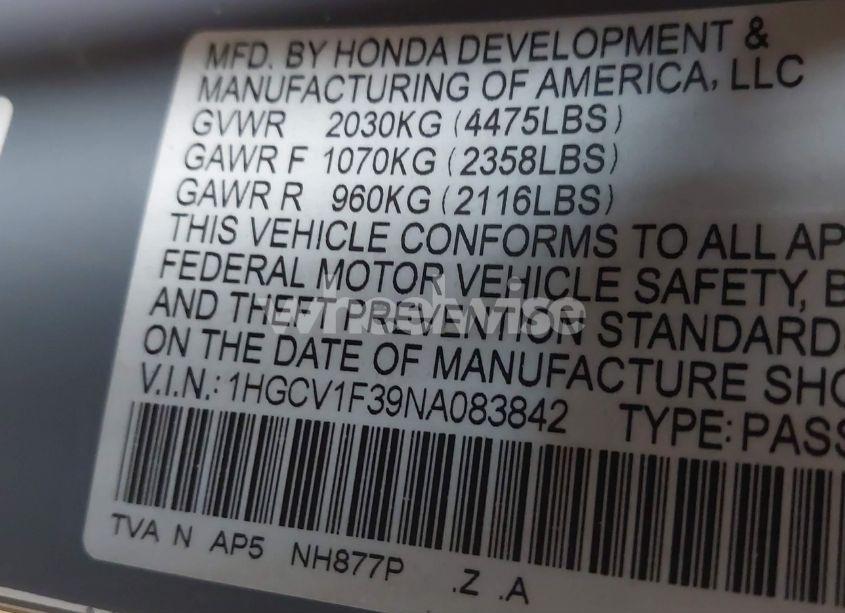 MFD. BY HONDA DEVELOPMENT &
MANUFACTURING OF AMERICA, LLC
GVWR 2030KG (4475LBS)
GAWR F 1070KG (2358LBS)
GAWR R 960KG (2116LBS)
THIS VEHICLE CONFORMS TO ALL AP
FEDERAL MOTOR VEHICLE SAFETY, B
AND THEFT PREVENTION STANDARD
ON THE DATE OF MANUFACTURE SHO
V.I.N.: 1HGCV1F39NA083842 TYPE: PASS
TVA N AP5 NH877P .Z .A